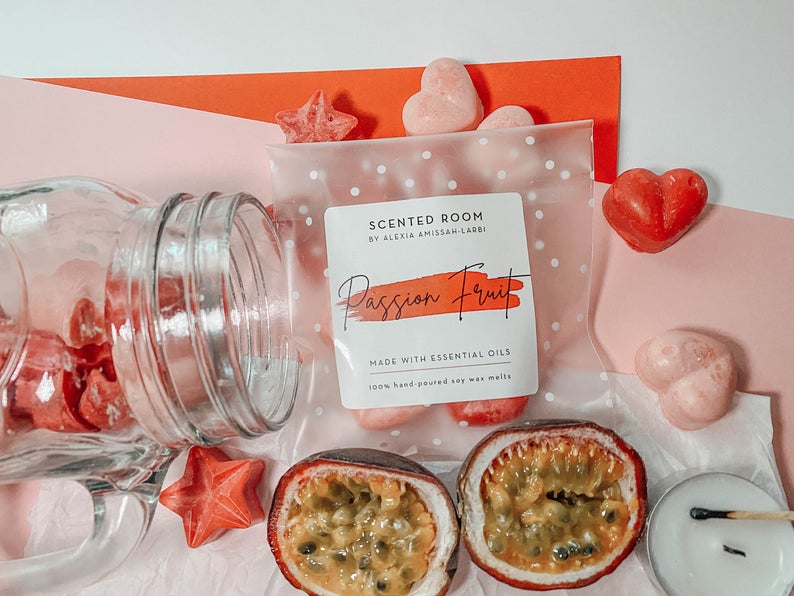 SCENTED ROOM
BY ALEXIA AMISSAH-LARBI
Passion Fruit
MADE WITH ESSENTIAL OILS
100% hand-poured soy wax melts